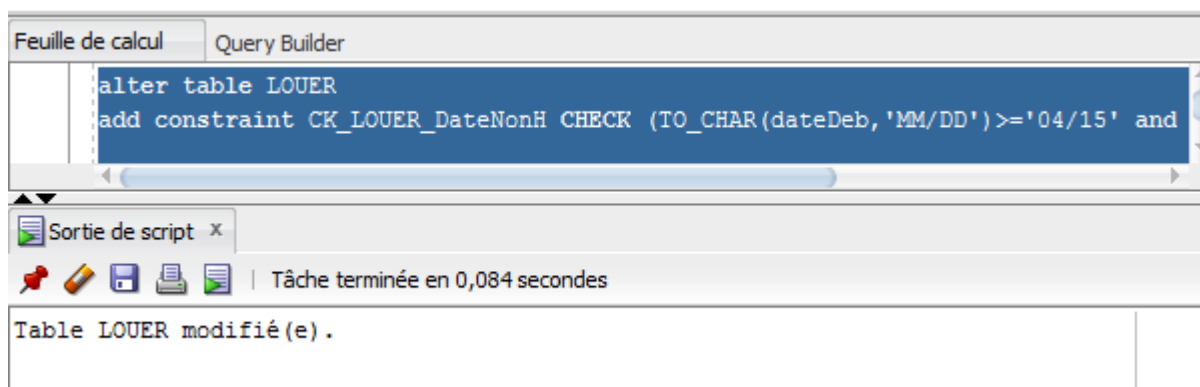 Feuille de calcul Query Builder
alter table LOUER
add constraint CK_LOUER_DateNonH CHECK (TO_CHAR(dateDeb,'MM/DD')>='04/15' and
Sortie de script x
Tâche terminée en 0,084 secondes
Table LOUER modifié(e).